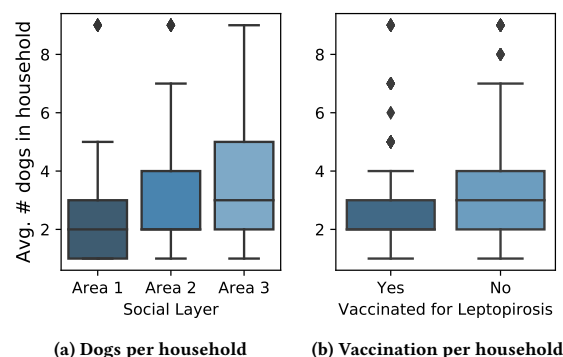 Avg. # dogs in household
8
6
4
2
Area 1 Area 2 Area 3
Social Layer
(a) Dogs per household
8
6
4
2
Yes No
Vaccinated for Leptopirosis
(b) Vaccination per household